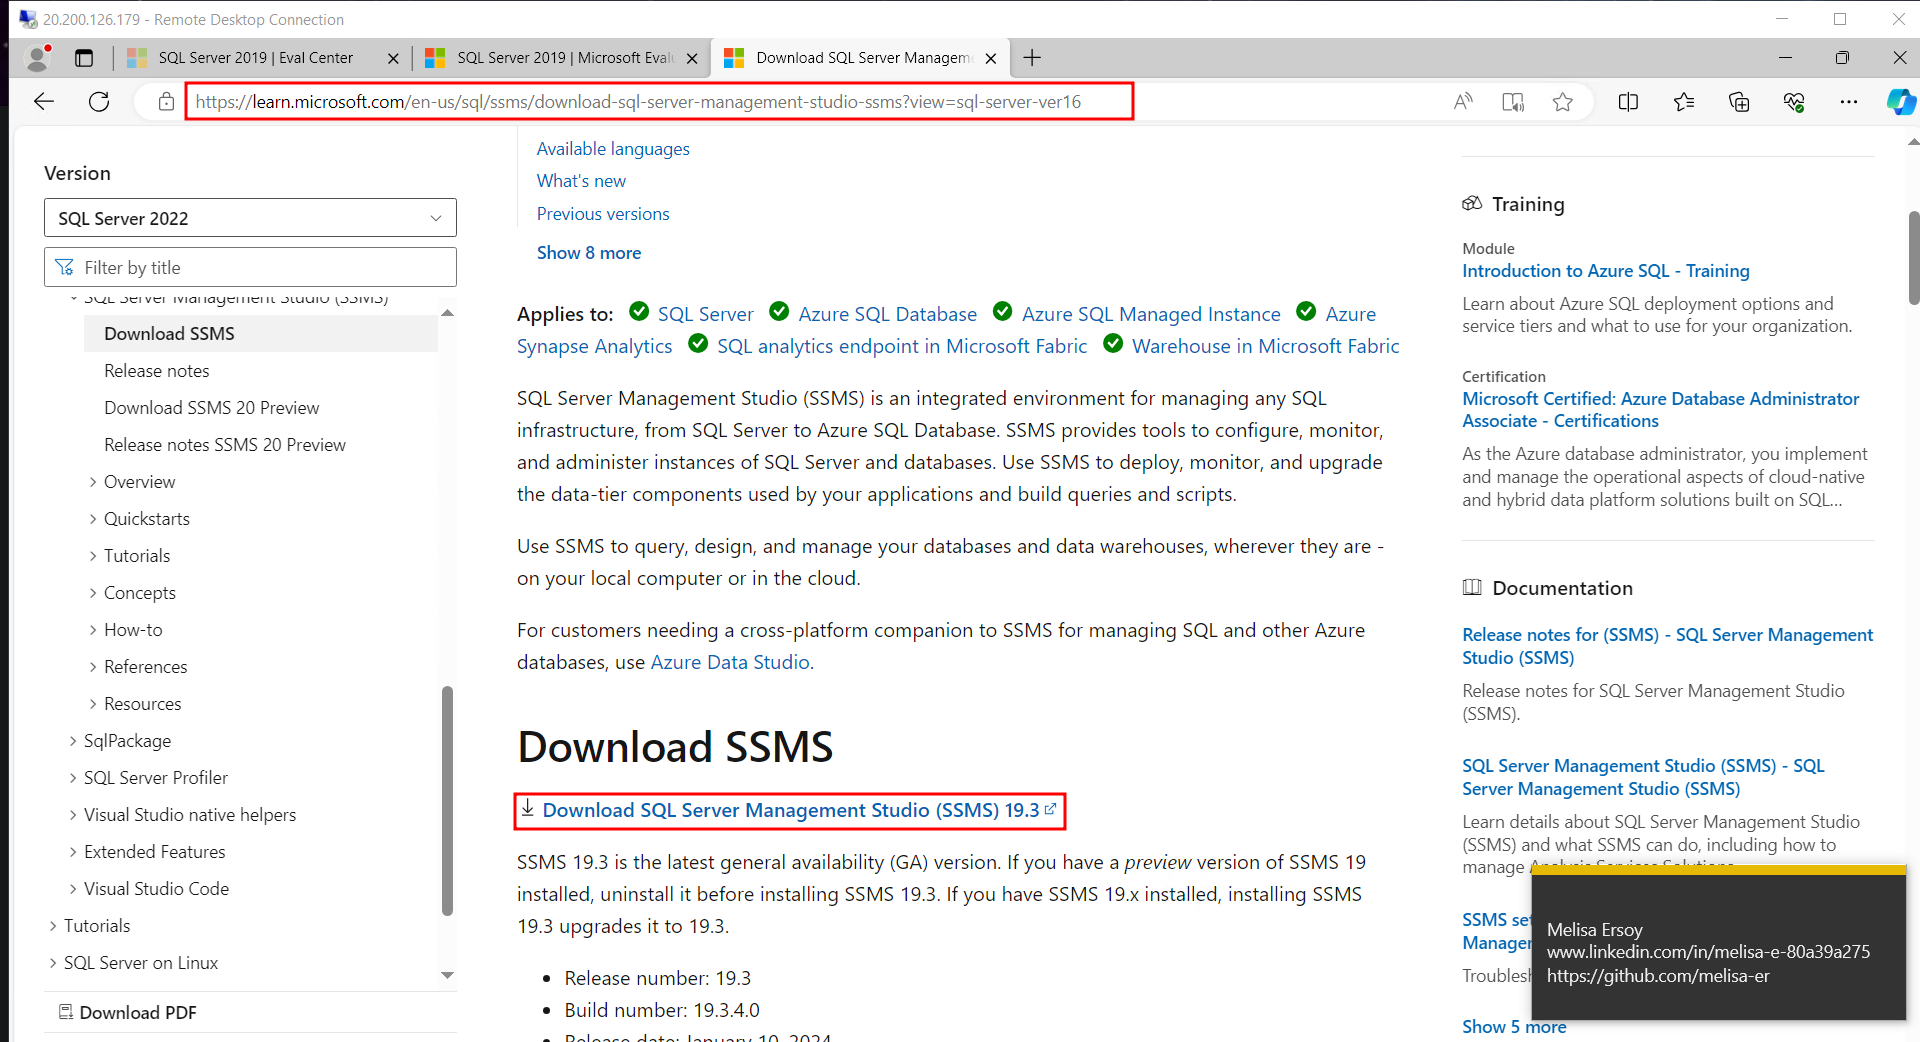 20.200.126.179 - Remote Desktop Connection
SQL Server 2019 | Eval Center
SQL Server 2019 | Microsoft Evalu
Download SQL Server Managem
https://learn.microsoft.com/en-us/sql/ssms/download-sql-server-management-studio-ssms?view=sql-server-ver16
Version
SQL Server 2022
Filter by title
SQL Server Management Studio (SSMS)
Download SSMS
Release notes
Download SSMS 20 Preview
Release notes SSMS 20 Preview
Overview
Quickstarts
Tutorials
Concepts
How-to
References
Resources
SqlPackage
SQL Server Profiler
Visual Studio native helpers
Extended Features
Visual Studio Code
Tutorials
SQL Server on Linux
Download PDF
Available languages
What's new
Previous versions
Show 8 more
Applies to: SQL Server Azure SQL Database Azure SQL Managed Instance Azure
Synapse Analytics SQL analytics endpoint in Microsoft Fabric Warehouse in Microsoft Fabric
SQL Server Management Studio (SSMS) is an integrated environment for managing any SQL
infrastructure, from SQL Server to Azure SQL Database. SSMS provides tools to configure, monitor,
and administer instances of SQL Server and databases. Use SSMS to deploy, monitor, and upgrade
the data-tier components used by your applications and build queries and scripts.
Use SSMS to query, design, and manage your databases and data warehouses, wherever they are -
on your local computer or in the cloud.
For customers needing a cross-platform companion to SSMS for managing SQL and other Azure
databases, use Azure Data Studio.
Download SSMS
Download SQL Server Management Studio (SSMS) 19.3
SSMS 19.3 is the latest general availability (GA) version. If you have a preview version of SSMS 19
installed, uninstall it before installing SSMS 19.3. If you have SSMS 19.x installed, installing SSMS
19.3 upgrades it to 19.3.
• Release number: 19.3
• Build number: 19.3.4.0
• Release date: January 10, 2024
Training
Module
Introduction to Azure SQL - Training
Learn about Azure SQL deployment options and
service tiers and what to use for your organization.
Certification
Microsoft Certified: Azure Database Administrator
Associate - Certifications
As the Azure database administrator, you implement
and manage the operational aspects of cloud-native
and hybrid data platform solutions built on SQL...
Documentation
Release notes for (SSMS) - SQL Server Management
Studio (SSMS)
Release notes for SQL Server Management Studio
(SSMS).
SQL Server Management Studio (SSMS) - SQL
Server Management Studio (SSMS)
Learn details about SQL Server Management Studio
(SSMS) and what SSMS can do, including how to
manage Analysis Services Solutions
SSMS set
Manager
Troublesh
Show 5 more
Melisa Ersoy
www.linkedin.com/in/melisa-e-80a39a275
https://github.com/melisa-er